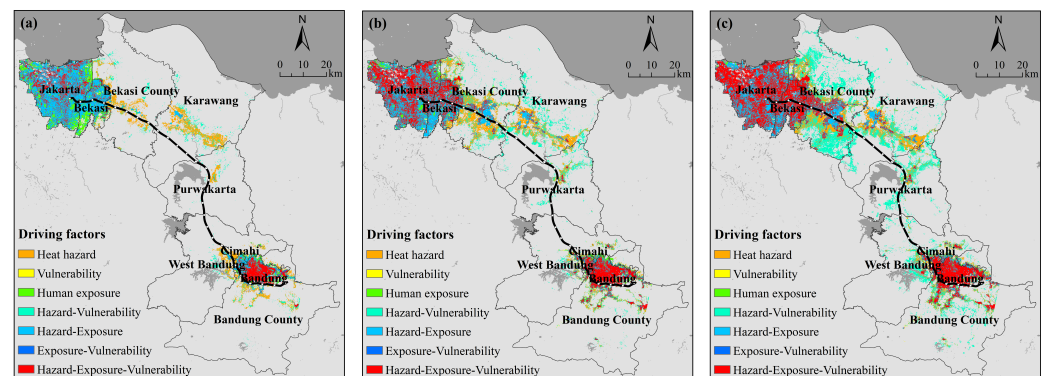 (a)
N
0 10 20
km
Jakarta
Bekasi County
Bekasi
Karawang
Purwakarta
Driving factors
Cimahi
Heat hazard
West Bandung
Vulnerability
Bandung
Human exposure
Hazard-Vulnerability
Bandung County
Hazard-Exposure
Exposure-Vulnerability
Hazard-Exposure-Vulnerability
(b)
N
0 10 20
km
Jakarta
Bekasi County
Bekasi
Karawang
Purwakarta
Driving factors
Cimahi
Heat hazard
West Bandung
Vulnerability
Bandung
Human exposure
Hazard-Vulnerability
Bandung County
Hazard-Exposure
Exposure-Vulnerability
Hazard-Exposure-Vulnerability
(c)
N
0 10 20
km
Jakarta
Bekasi County
Bekasi
Karawang
Purwakarta
Driving factors
Cimahi
Heat hazard
West Bandung
Vulnerability
Bandung
Human exposure
Hazard-Vulnerability
Bandung County
Hazard-Exposure
Exposure-Vulnerability
Hazard-Exposure-Vulnerability